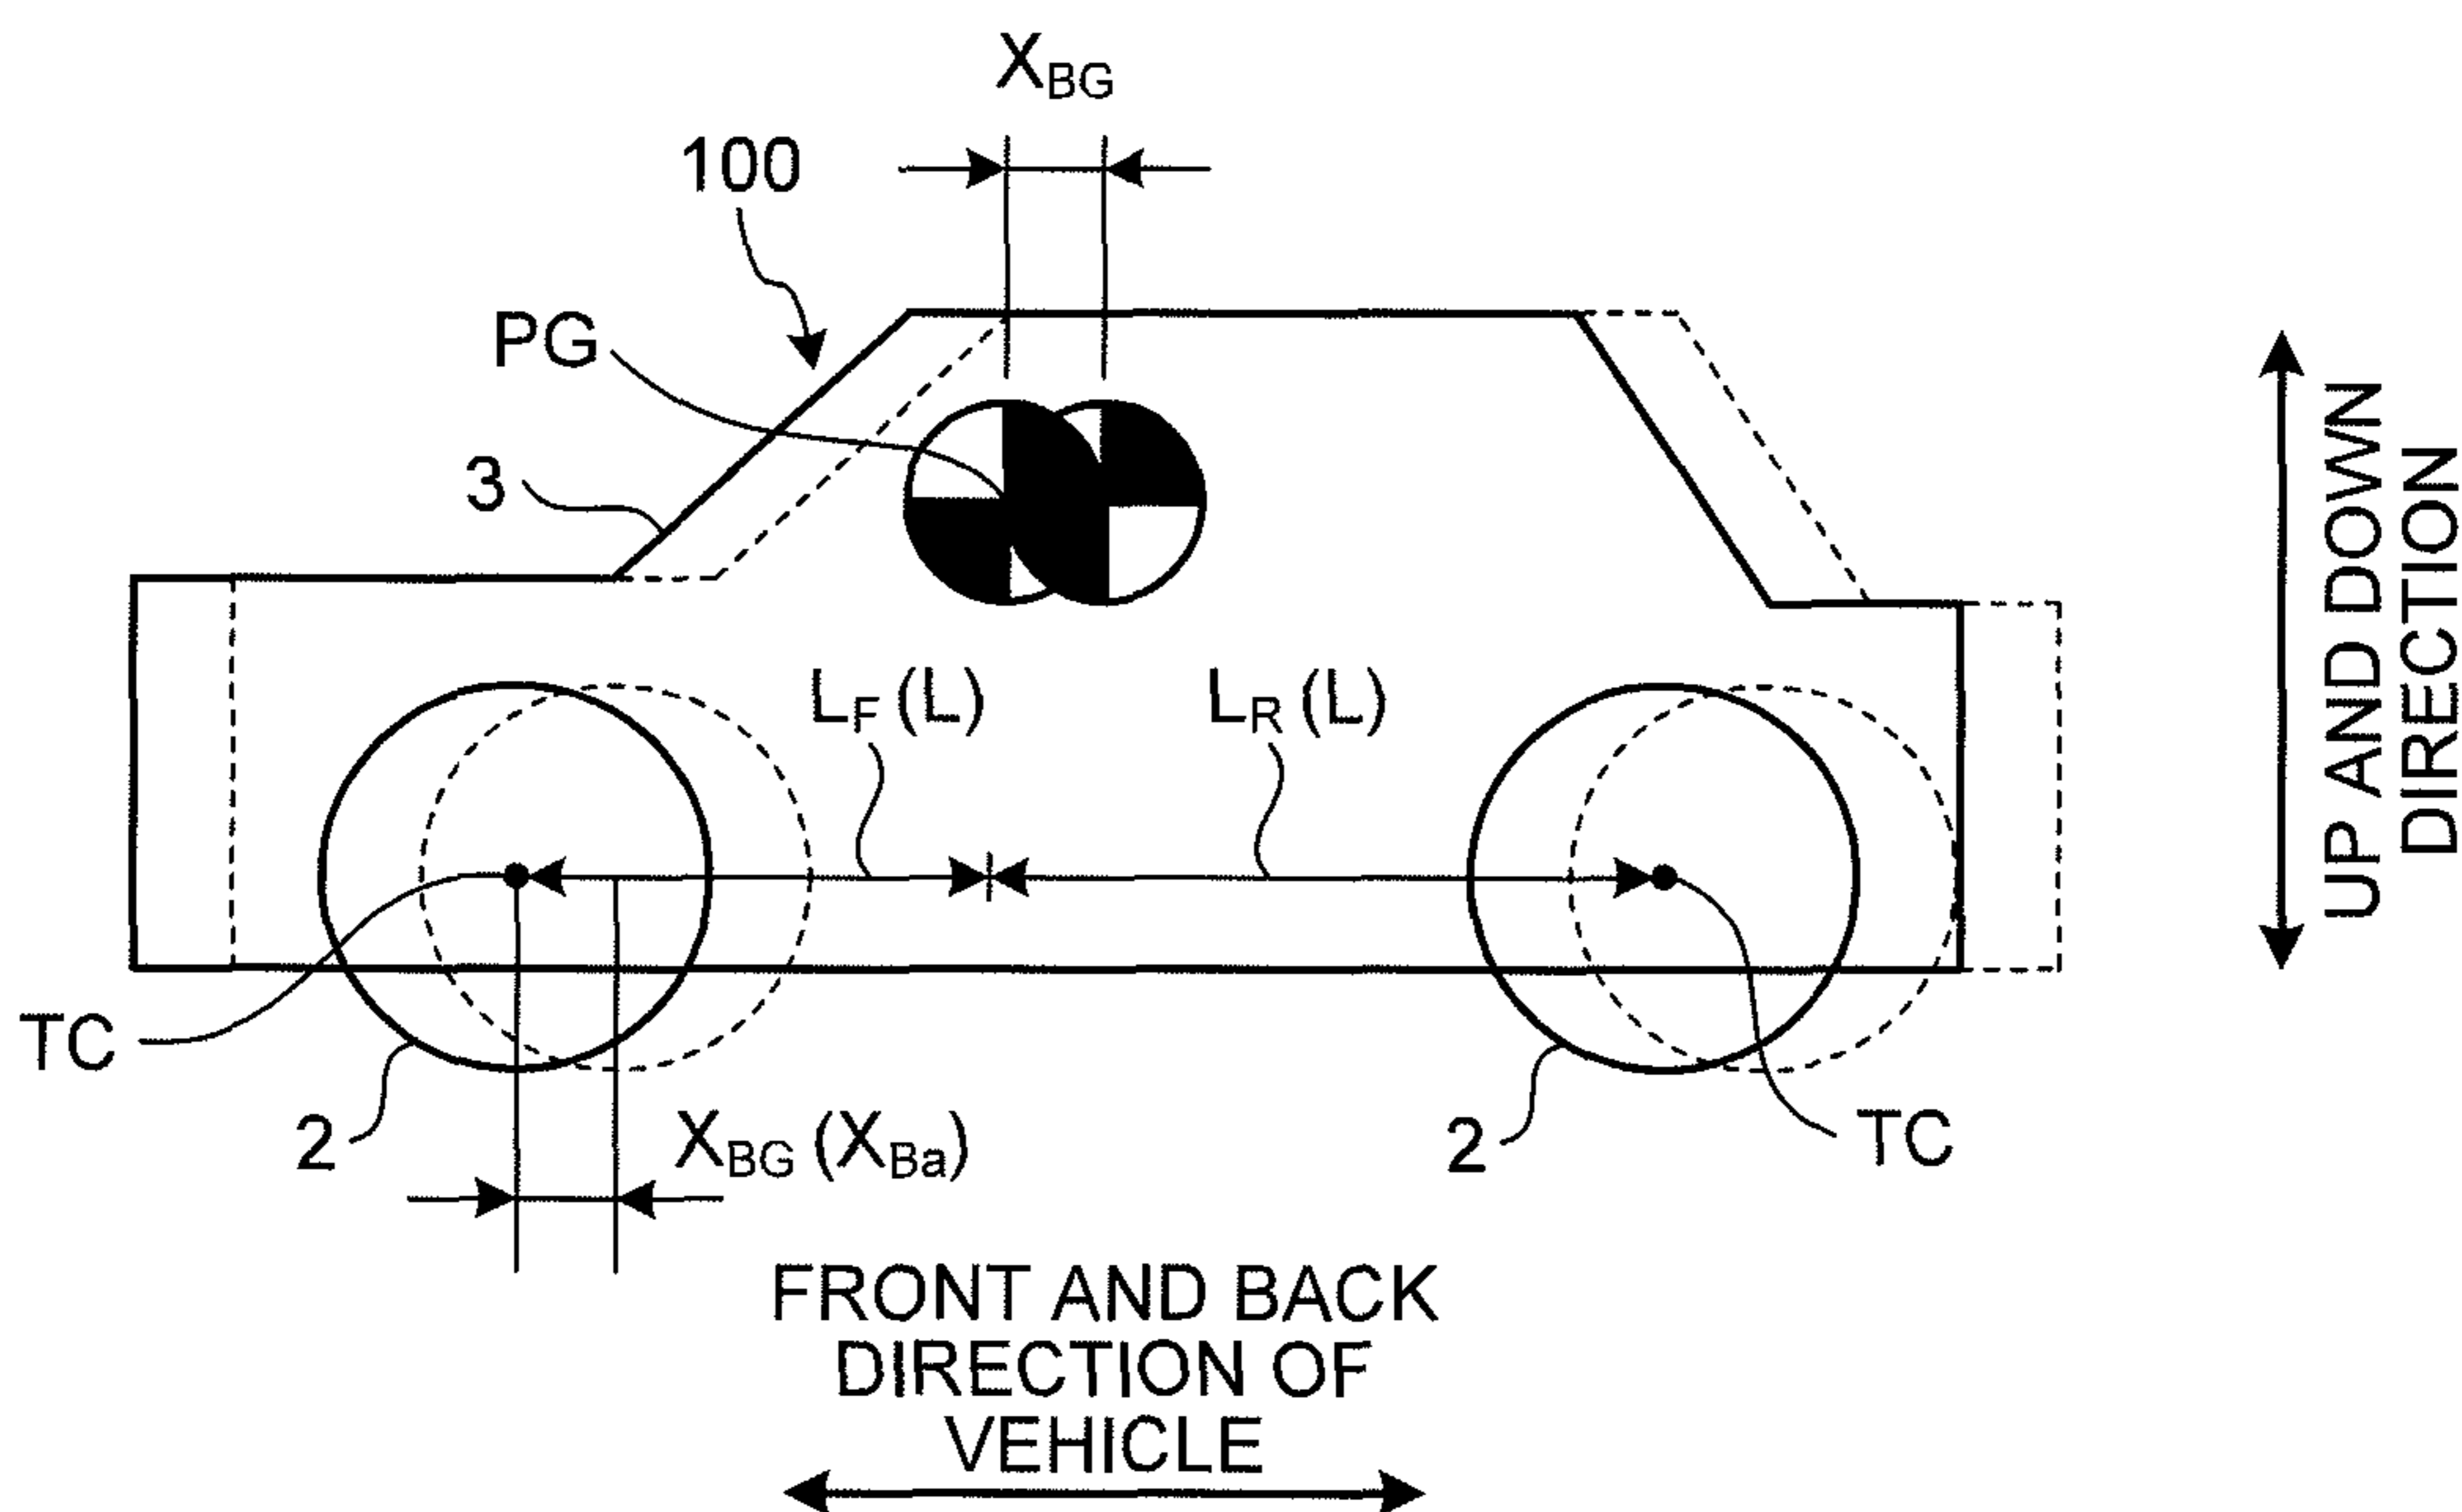 X_BG
100
PG
3
L_F (L)
L_R (L)
TC
2
X_BG (X_Ba)
2
TC
FRONT AND BACK
DIRECTION OF
VEHICLE
UP AND DOWN
DIRECTION